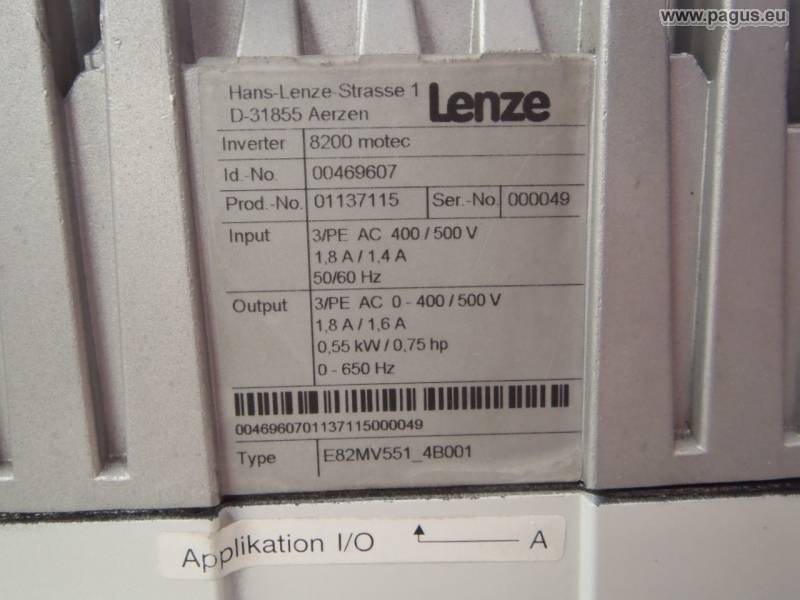 www.pagus.eu
Hans-Lenze-Strasse 1
D-31855 Aerzen
Lenze
Inverter 8200 motec
Id.-No. 00469607
Prod.-No. 01137115 Ser.-No. 000049
Input 3/PE AC 400 / 500 V
1,8 A / 1,4 A
50/60 Hz
Output 3/PE AC 0 - 400 / 500 V
1,8 A / 1,6 A
0,55 kW / 0,75 hp
0 - 650 Hz
0046960701137115000049
Type E82MV551_4B001
Applikation I/O A